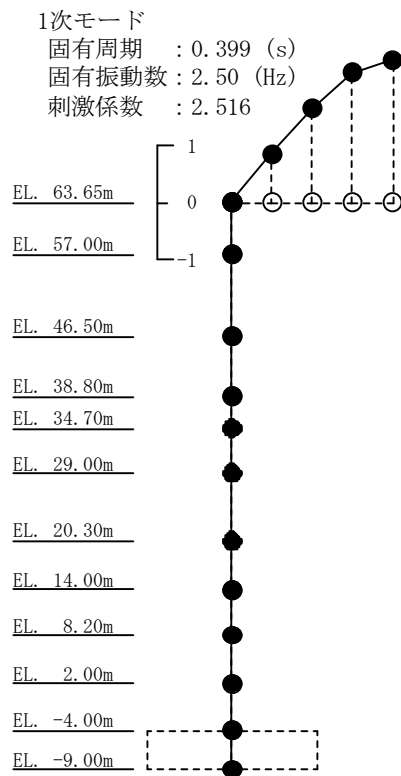 1次モード
固有周期 : 0.399 (s)
固有振動数 : 2.50 (Hz)
刺激係数 : 2.516
1
EL. 63.65m
0
EL. 57.00m
-1
EL. 46.50m
EL. 38.80m
EL. 34.70m
EL. 29.00m
EL. 20.30m
EL. 14.00m
EL. 8.20m
EL. 2.00m
EL. -4.00m
EL. -9.00m